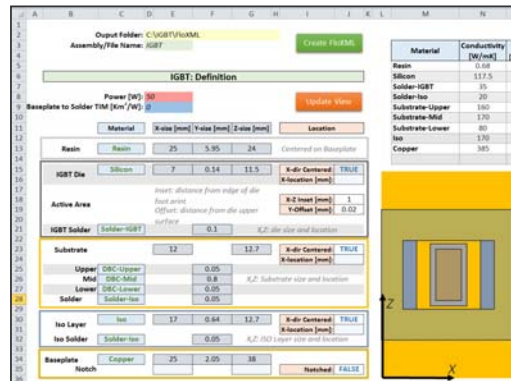 A B C D E F G H I J K L M N
Ouput Folder: C:\IGBT\FloXML
Assembly/File Name: IGBT
Create FloXML
IGBT: Definition
Power [W]: 50
Baseplate to Solder TIM [Km²/W]: 0
Update View
Material X-size [mm] Y-size [mm] Z-size [mm] Location
Resin Resin 25 5.95 24 Centered on Baseplate
IGBT Die Silicon 7 0.14 11.5 X-dir Centered: TRUE
X-location [mm]:
Active Area
Inset: distance from edge of die
foot print
Offset: distance from die upper
surface
X-Z Inset [mm]: 1
Y-Offset [mm]: 0.02
IGBT Solder Solder-IGBT 0.1 X,Z: die size and location
Substrate 12 12.7 X-dir Centered: TRUE
X-location [mm]:
Upper DBC-Upper 0.05
Mid DBC-Mid 0.8 X,Z: Substrate size and location
Lower DBC-Lower 0.05
Solder Solder-Iso 0.05
Iso Layer Iso 17 0.64 12.7 X-dir Centered: TRUE
X-location [mm]:
Iso Solder Solder-Iso 0.05 X,Z: ISO Layer size and location
Baseplate Copper 25 2.05 38
Notch Notched: FALSE
Material Conductivity
[W/mK]
Resin 0.68
Silicon 117.5
Solder-IGBT 35
Solder-Iso 20
Substrate-Upper 160
Substrate-Mid 170
Substrate-Lower 80
Iso 170
Copper 385
Z
X